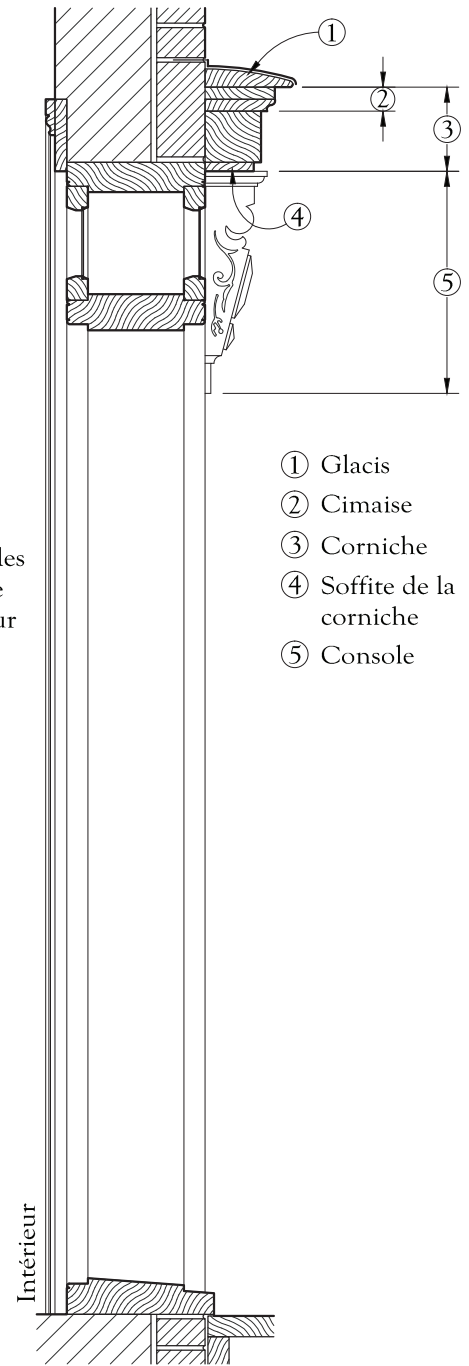 ①
②
③
④
⑤
① Glacis
② Cimaise
③ Corniche
④ Soffite de la
corniche
⑤ Console
Intérieur